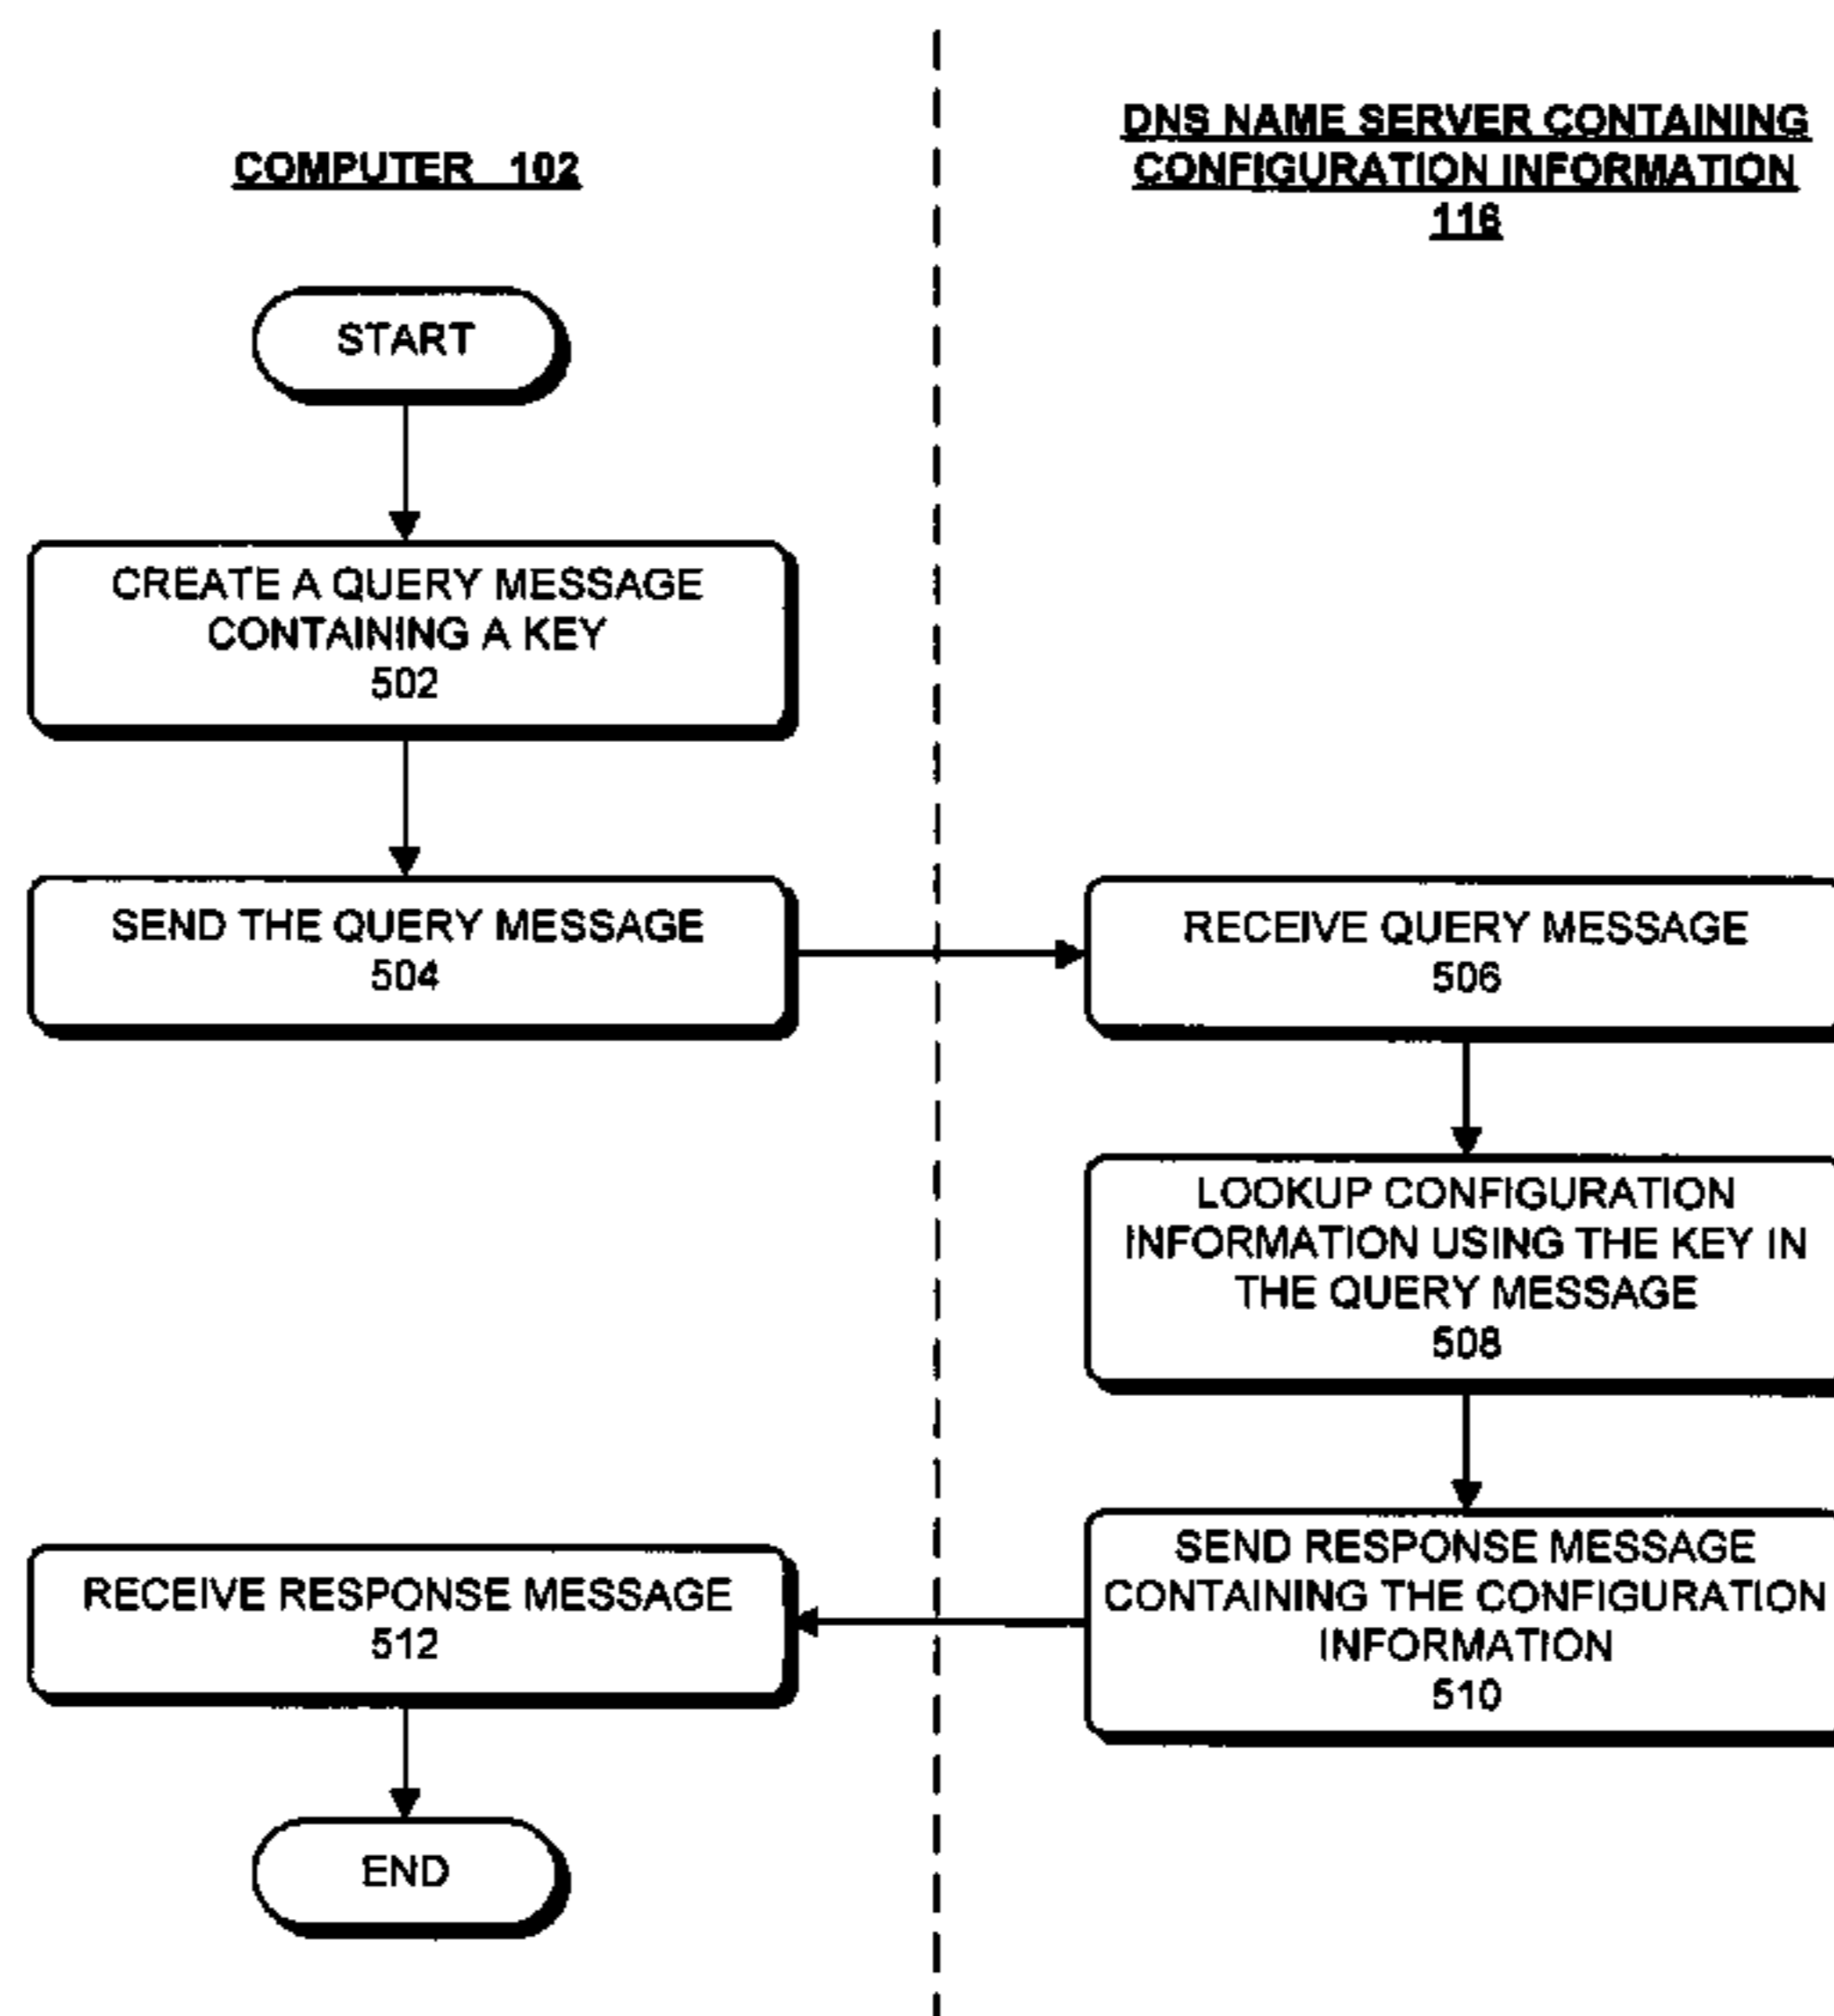 COMPUTER 102
START
CREATE A QUERY MESSAGE
CONTAINING A KEY
502
SEND THE QUERY MESSAGE
504
RECEIVE RESPONSE MESSAGE
512
END
DNS NAME SERVER CONTAINING
CONFIGURATION INFORMATION
116
RECEIVE QUERY MESSAGE
506
LOOKUP CONFIGURATION
INFORMATION USING THE KEY IN
THE QUERY MESSAGE
508
SEND RESPONSE MESSAGE
CONTAINING THE CONFIGURATION
INFORMATION
510